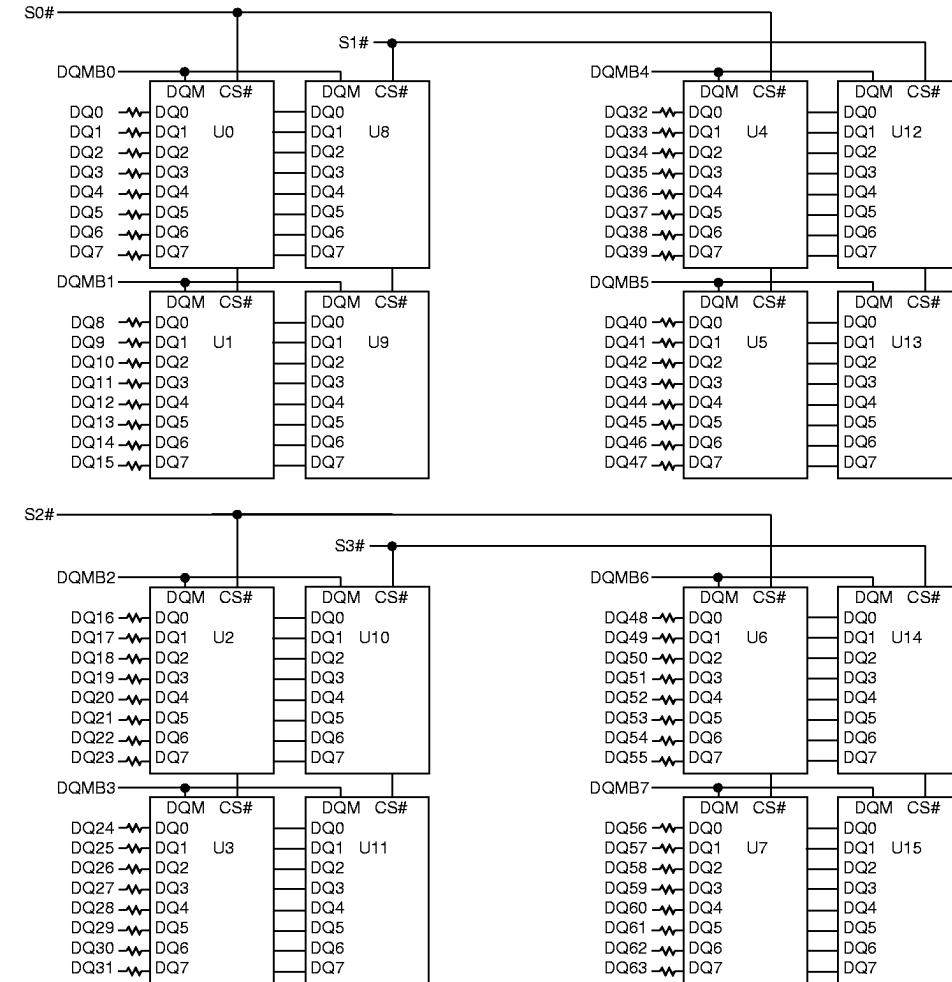 S0#
S1#
DQMB0 DQMB4
DQM CS# DQM CS# DQM CS# DQM CS#
DQ0 DQ0 DQ0 DQ32 DQ0 DQ0
DQ1 DQ1 U0 DQ1 U8 DQ33 DQ1 U4 DQ1 U12
DQ2 DQ2 DQ2 DQ34 DQ2 DQ2
DQ3 DQ3 DQ3 DQ35 DQ3 DQ3
DQ4 DQ4 DQ4 DQ36 DQ4 DQ4
DQ5 DQ5 DQ5 DQ37 DQ5 DQ5
DQ6 DQ6 DQ6 DQ38 DQ6 DQ6
DQ7 DQ7 DQ7 DQ39 DQ7 DQ7
DQMB1 DQMB5
DQM CS# DQM CS# DQM CS# DQM CS#
DQ8 DQ0 DQ0 DQ40 DQ0 DQ0
DQ9 DQ1 U1 DQ1 U9 DQ41 DQ1 U5 DQ1 U13
DQ10 DQ2 DQ2 DQ42 DQ2 DQ2
DQ11 DQ3 DQ3 DQ43 DQ3 DQ3
DQ12 DQ4 DQ4 DQ44 DQ4 DQ4
DQ13 DQ5 DQ5 DQ45 DQ5 DQ5
DQ14 DQ6 DQ6 DQ46 DQ6 DQ6
DQ15 DQ7 DQ7 DQ47 DQ7 DQ7
S2#
S3#
DQMB2 DQMB6
DQM CS# DQM CS# DQM CS# DQM CS#
DQ16 DQ0 DQ0 DQ48 DQ0 DQ0
DQ17 DQ1 U2 DQ1 U10 DQ49 DQ1 U6 DQ1 U14
DQ18 DQ2 DQ2 DQ50 DQ2 DQ2
DQ19 DQ3 DQ3 DQ51 DQ3 DQ3
DQ20 DQ4 DQ4 DQ52 DQ4 DQ4
DQ21 DQ5 DQ5 DQ53 DQ5 DQ5
DQ22 DQ6 DQ6 DQ54 DQ6 DQ6
DQ23 DQ7 DQ7 DQ55 DQ7 DQ7
DQMB3 DQMB7
DQM CS# DQM CS# DQM CS# DQM CS#
DQ24 DQ0 DQ0 DQ56 DQ0 DQ0
DQ25 DQ1 U3 DQ1 U11 DQ57 DQ1 U7 DQ1 U15
DQ26 DQ2 DQ2 DQ58 DQ2 DQ2
DQ27 DQ3 DQ3 DQ59 DQ3 DQ3
DQ28 DQ4 DQ4 DQ60 DQ4 DQ4
DQ29 DQ5 DQ5 DQ61 DQ5 DQ5
DQ30 DQ6 DQ6 DQ62 DQ6 DQ6
DQ31 DQ7 DQ7 DQ63 DQ7 DQ7